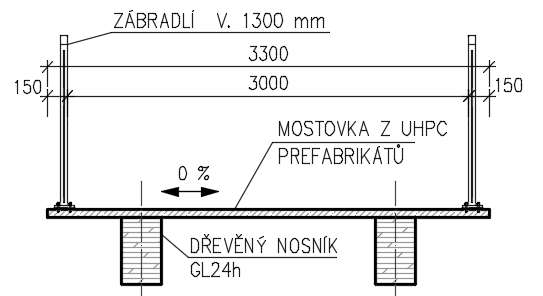 ZÁBRADLÍ V. 1300 mm
3300
150
3000
150
MOSTOVKA Z UHPC
PREFABRIKÁTŮ
0 %
DŘEVĚNÝ NOSNÍK
GL24h